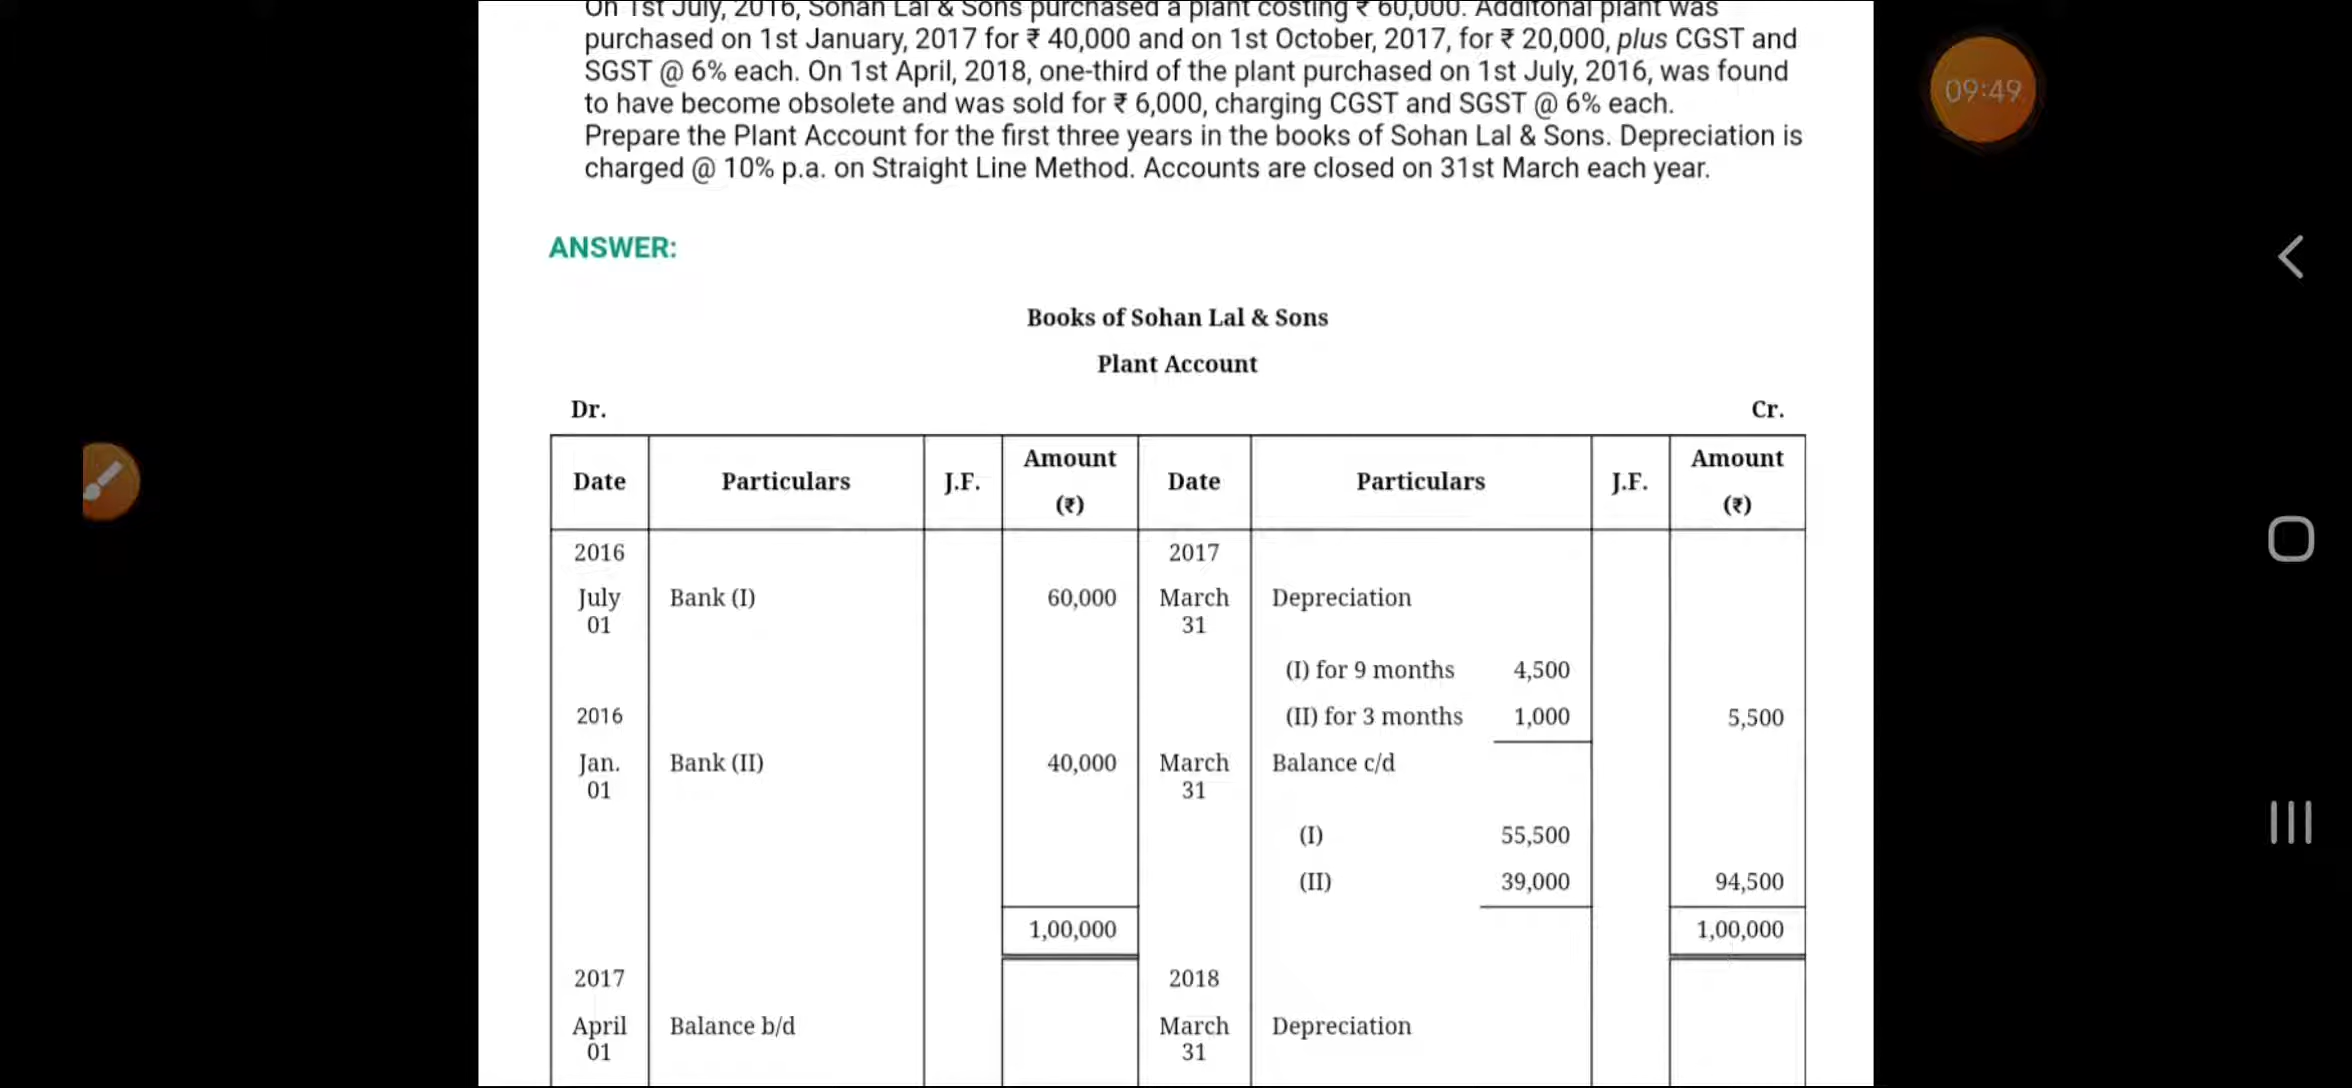 On 1st July, 2016, Sohan Lal & Sons purchased a plant costing ₹ 60,000. Additonal plant was
purchased on 1st January, 2017 for ₹ 40,000 and on 1st October, 2017, for ₹ 20,000, plus CGST and
SGST @ 6% each. On 1st April, 2018, one-third of the plant purchased on 1st July, 2016, was found
to have become obsolete and was sold for ₹ 6,000, charging CGST and SGST @ 6% each.
Prepare the Plant Account for the first three years in the books of Sohan Lal & Sons. Depreciation is
charged @ 10% p.a. on Straight Line Method. Accounts are closed on 31st March each year.
09:49
ANSWER:
Books of Sohan Lal & Sons
Plant Account
Dr. Cr.
Date Particulars J.F. Amount (₹) Date Particulars J.F. Amount (₹)
2016 2017
July 01 Bank (I) 60,000 March 31 Depreciation
(I) for 9 months 4,500
2016 (II) for 3 months 1,000 5,500
Jan. 01 Bank (II) 40,000 March 31 Balance c/d
(I) 55,500
(II) 39,000 94,500
1,00,000 1,00,000
2017 2018
April 01 Balance b/d March 31 Depreciation